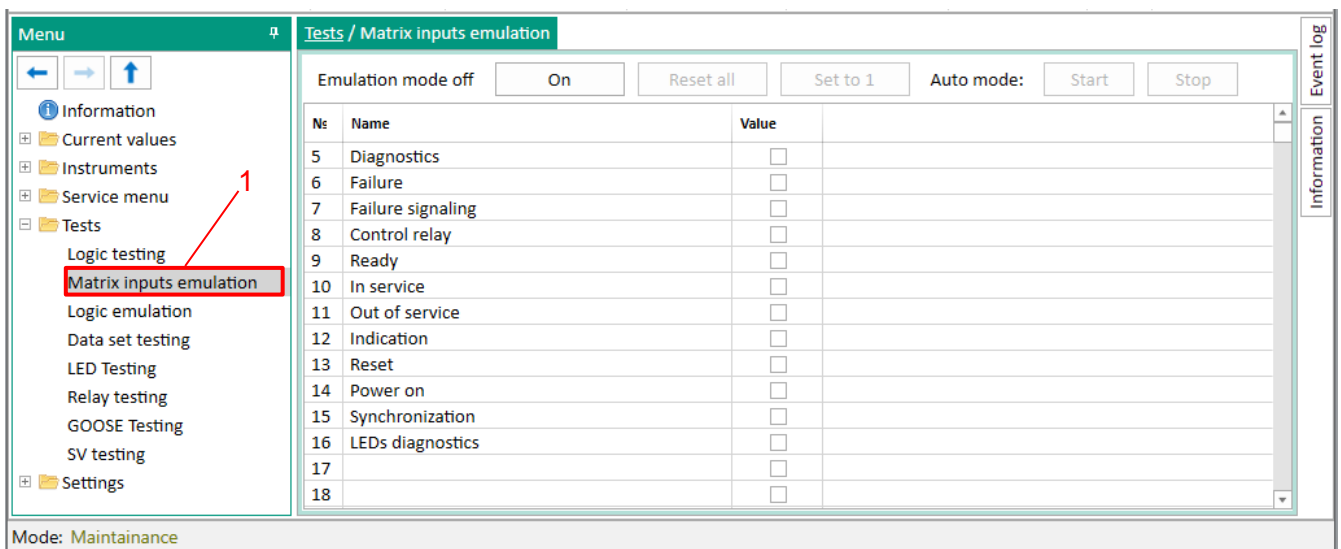 Menu
Information
Current values
Instruments
Service menu
Tests
Logic testing
Matrix inputs emulation
Logic emulation
Data set testing
LED Testing
Relay testing
GOOSE Testing
SV testing
Settings
1
Tests / Matrix inputs emulation
Emulation mode off On Reset all Set to 1 Auto mode: Start Stop
№ Name Value
5 Diagnostics
6 Failure
7 Failure signaling
8 Control relay
9 Ready
10 In service
11 Out of service
12 Indication
13 Reset
14 Power on
15 Synchronization
16 LEDs diagnostics
17
18
Event log
Information
Mode: Maintainance